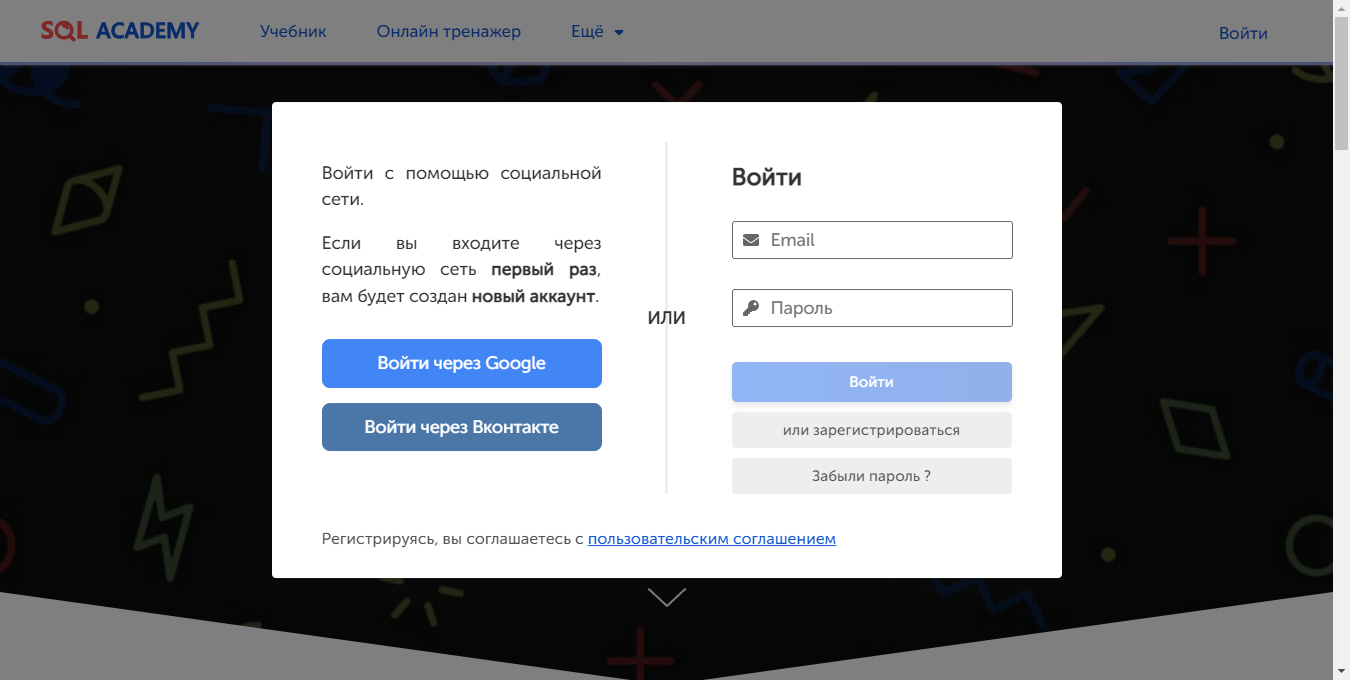 SQL ACADEMY
Учебник
Онлайн тренажер
Ещё
Войти
Войти с помощью социальной
сети.
Если вы входите через
социальную сеть первый раз,
вам будет создан новый аккаунт.
Войти через Google
Войти через Вконтакте
ИЛИ
Войти
Email
Пароль
Войти
или зарегистрироваться
Забыли пароль ?
Регистрируясь, вы соглашаетесь с пользовательским соглашением